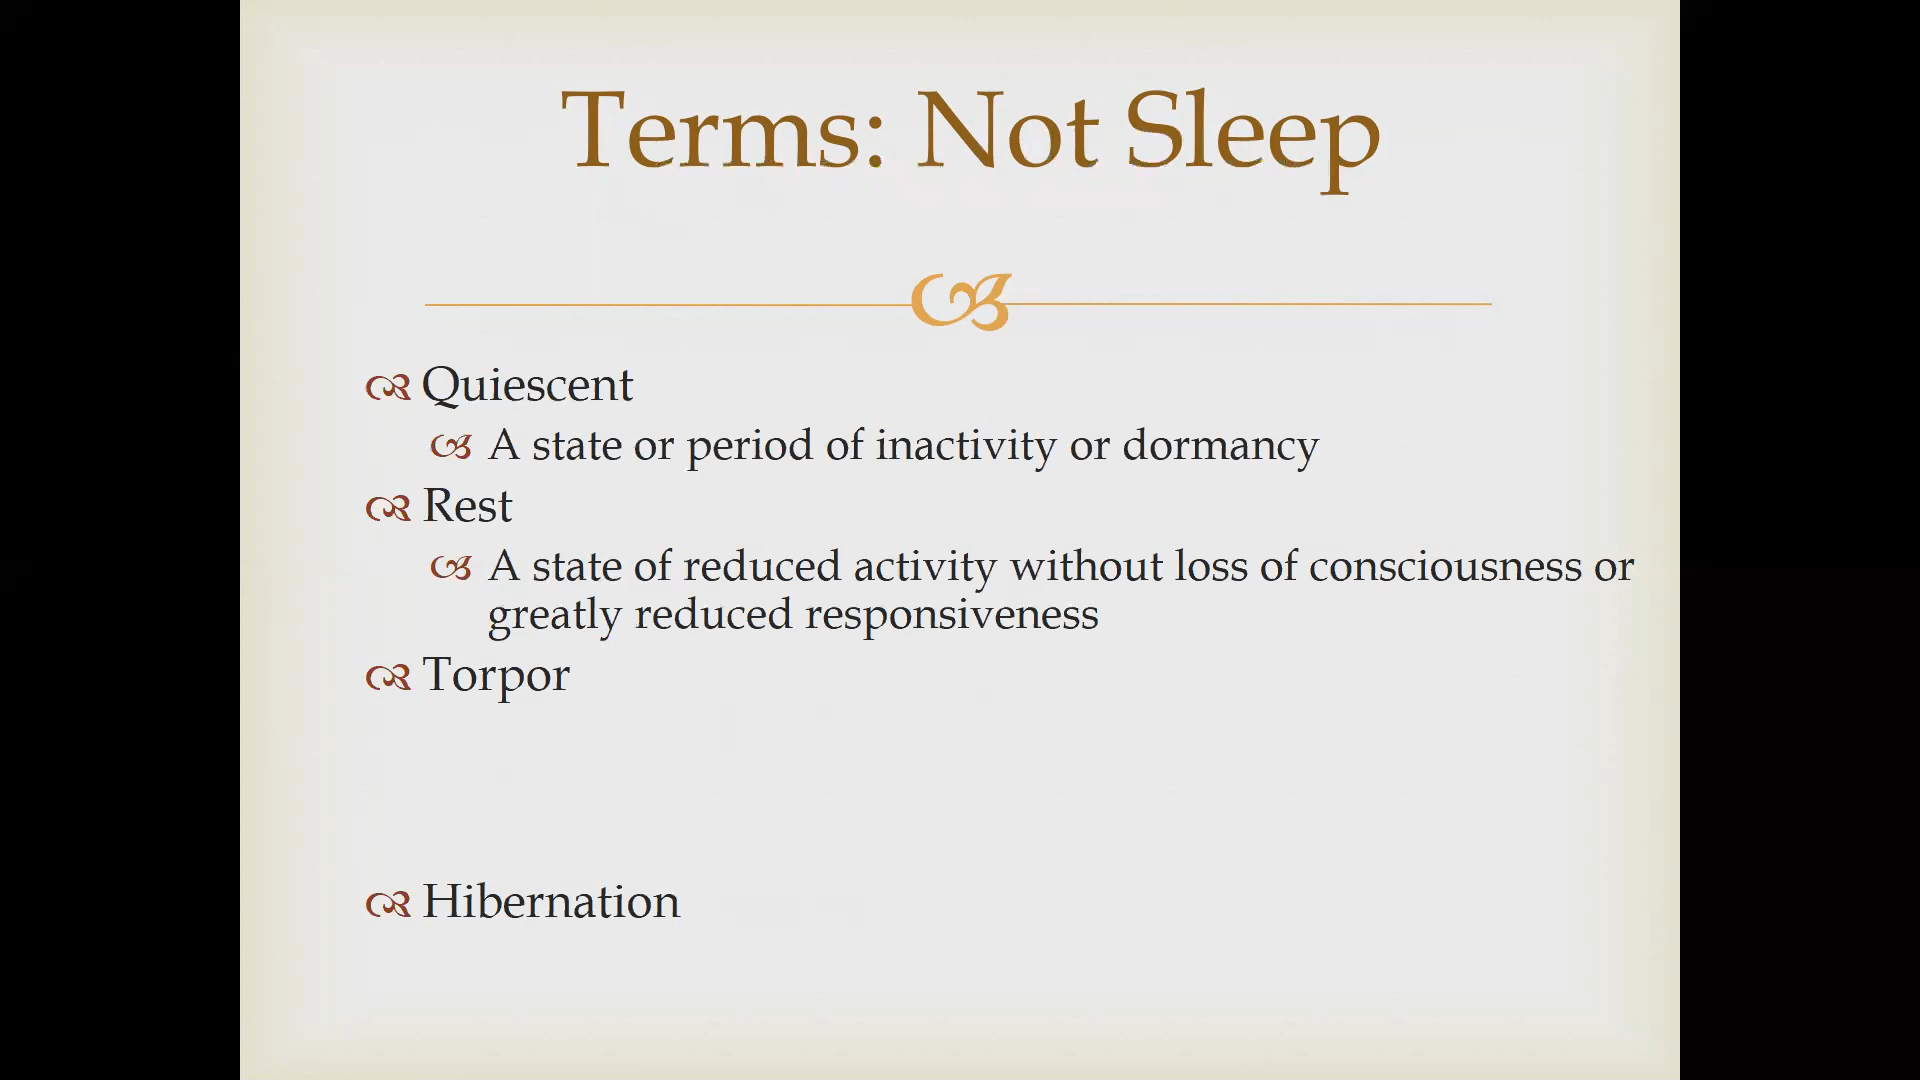 Terms: Not Sleep
Quiescent
A state or period of inactivity or dormancy
Rest
A state of reduced activity without loss of consciousness or
greatly reduced responsiveness
Torpor
Hibernation